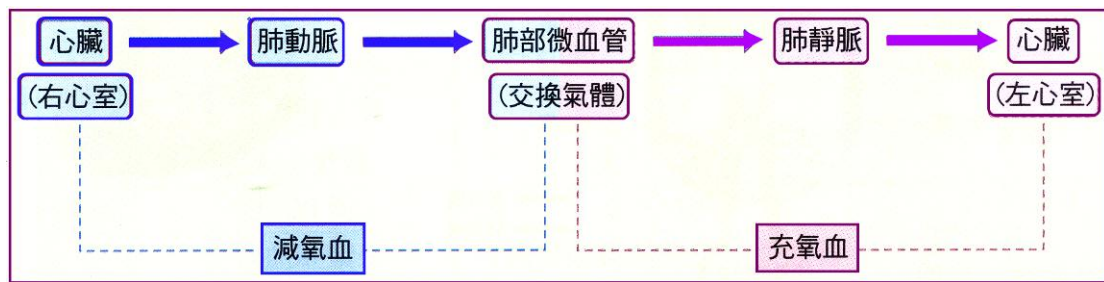 心臟 肺動脈 肺部微血管 肺靜脈 心臟
(右心室) (交換氣體) (左心室)
減氧血 充氧血